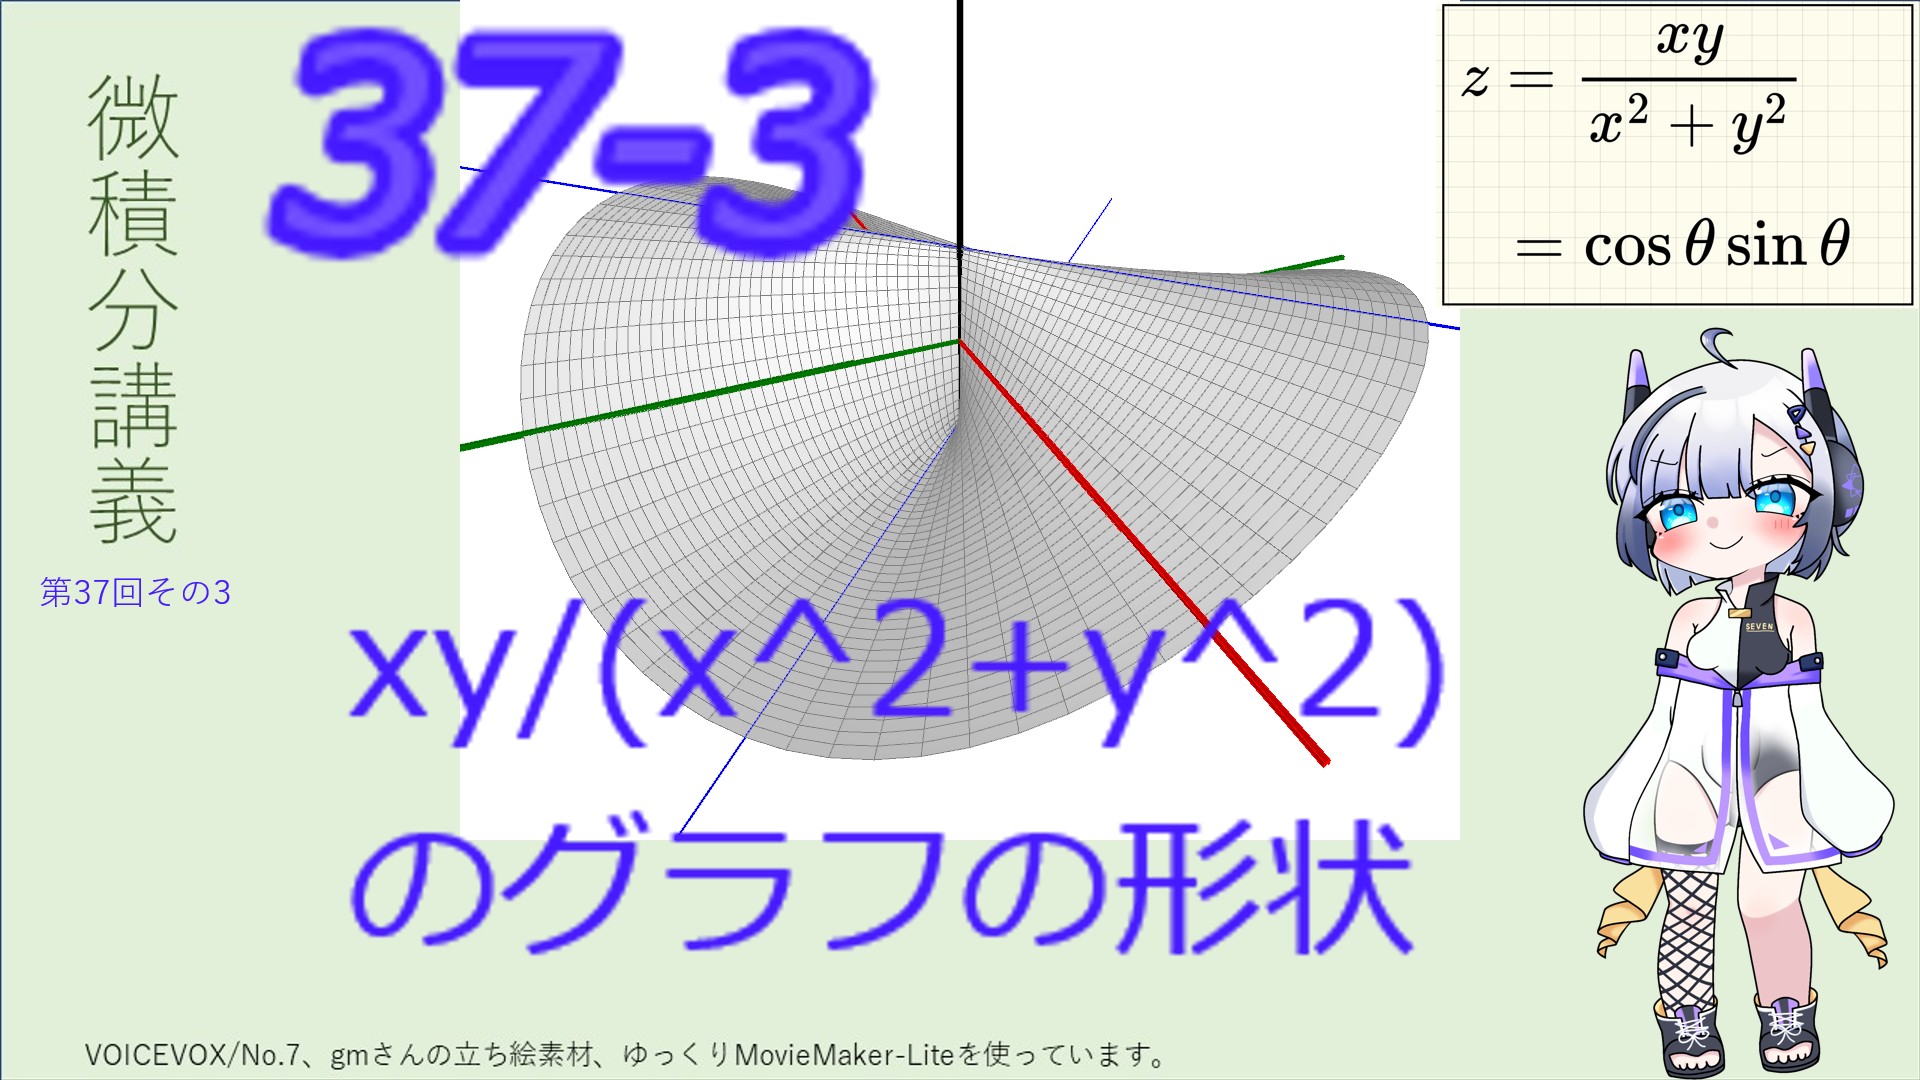 微積分講義
第37回その3
37-3
z = xy / (x² + y²)
= cos θ sin θ
SEVEN
xy/(x^2+y^2)
のグラフの形状
VOICEVOX/No.7、gmさんの立ち絵素材、ゆっくりMovieMaker-Liteを使っています。